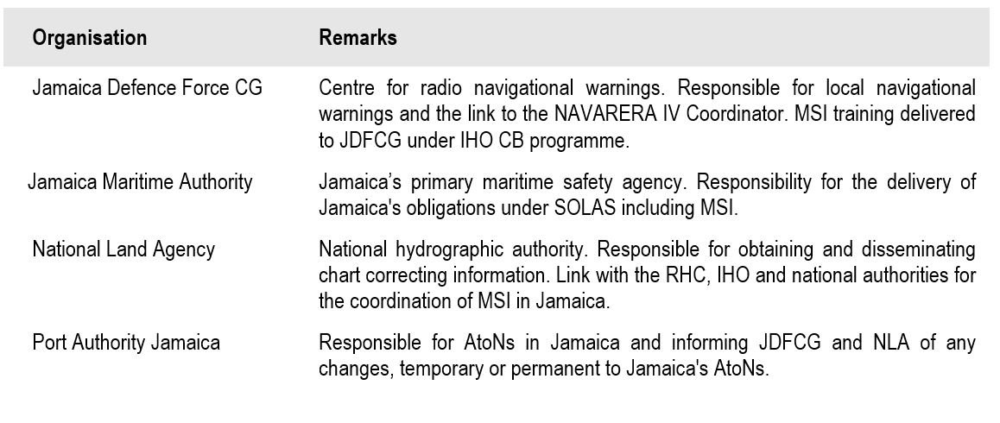 Organisation Remarks
Jamaica Defence Force CG Centre for radio navigational warnings. Responsible for local navigational
warnings and the link to the NAVARERA IV Coordinator. MSI training delivered
to JDFCG under IHO CB programme.
Jamaica Maritime Authority Jamaica’s primary maritime safety agency. Responsibility for the delivery of
Jamaica's obligations under SOLAS including MSI.
National Land Agency National hydrographic authority. Responsible for obtaining and disseminating
chart correcting information. Link with the RHC, IHO and national authorities for
the coordination of MSI in Jamaica.
Port Authority Jamaica Responsible for AtoNs in Jamaica and informing JDFCG and NLA of any
changes, temporary or permanent to Jamaica's AtoNs.